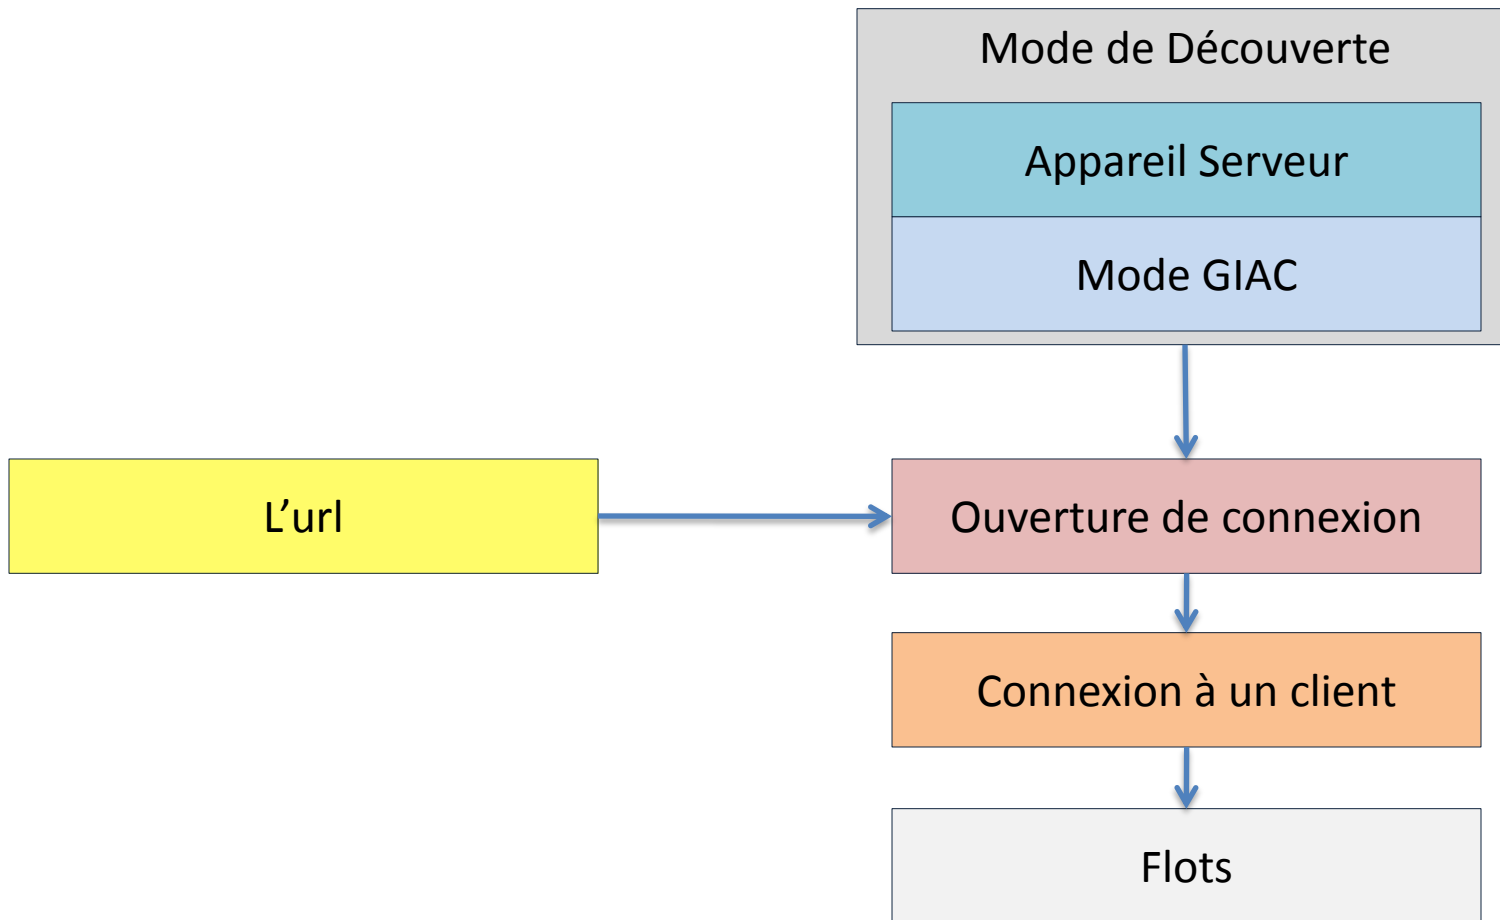 Mode de Découverte
Appareil Serveur
Mode GIAC
L’url
Ouverture de connexion
Connexion à un client
Flots